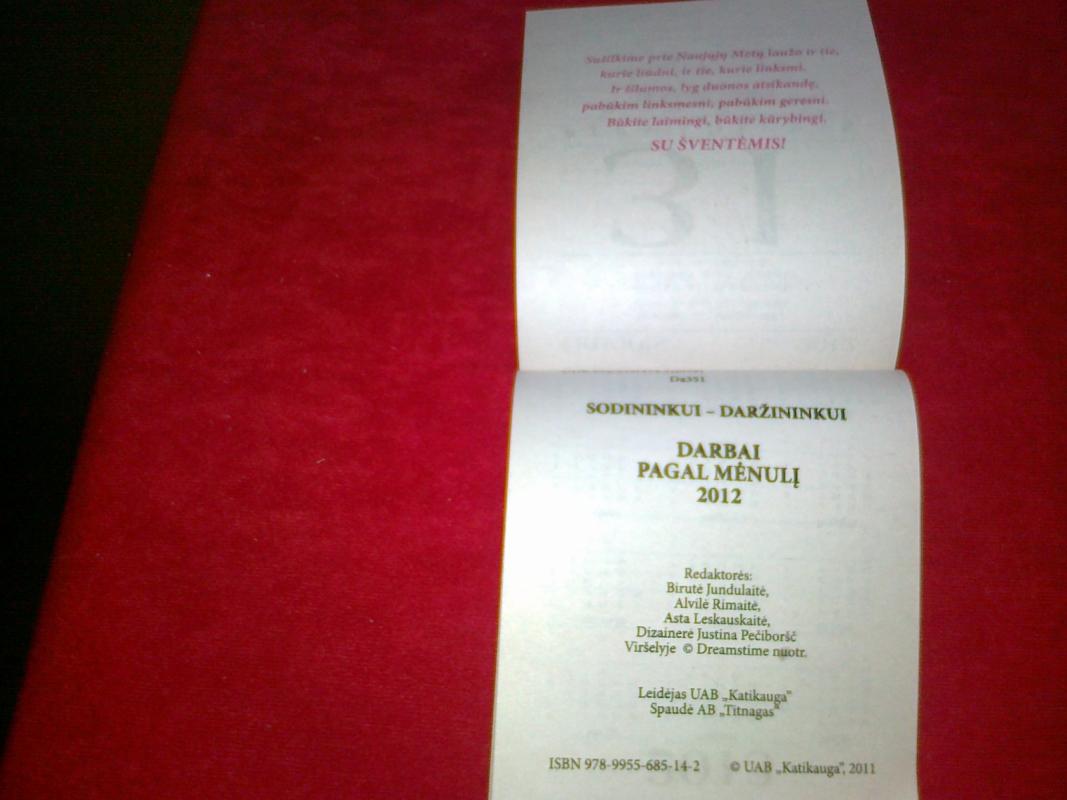 Susitikime prie Naujųjų Metų laužo ir tie,
kurie liūdni, ir tie, kurie linksmi.
Ir šilumos, lyg duonos atsikandę,
pabūkim linksmesni, pabūkim geresni.
Būkite laimingi, būkite kūrybingi.
SU ŠVENTĖMIS!
Da351
SODININKUI – DARŽININKUI
DARBAI
PAGAL MĖNULĮ
2012
Redaktorės:
Birutė Jundulaitė,
Alvilė Rimaitė,
Asta Leskauskaitė,
Dizainerė Justina Pečiboršč
Viršelyje © Dreamstime nuotr.
Leidėjas UAB „Katikauga“
Spaudė AB „Titnagas“
ISBN 978-9955-685-14-2 © UAB „Katikauga“, 2011